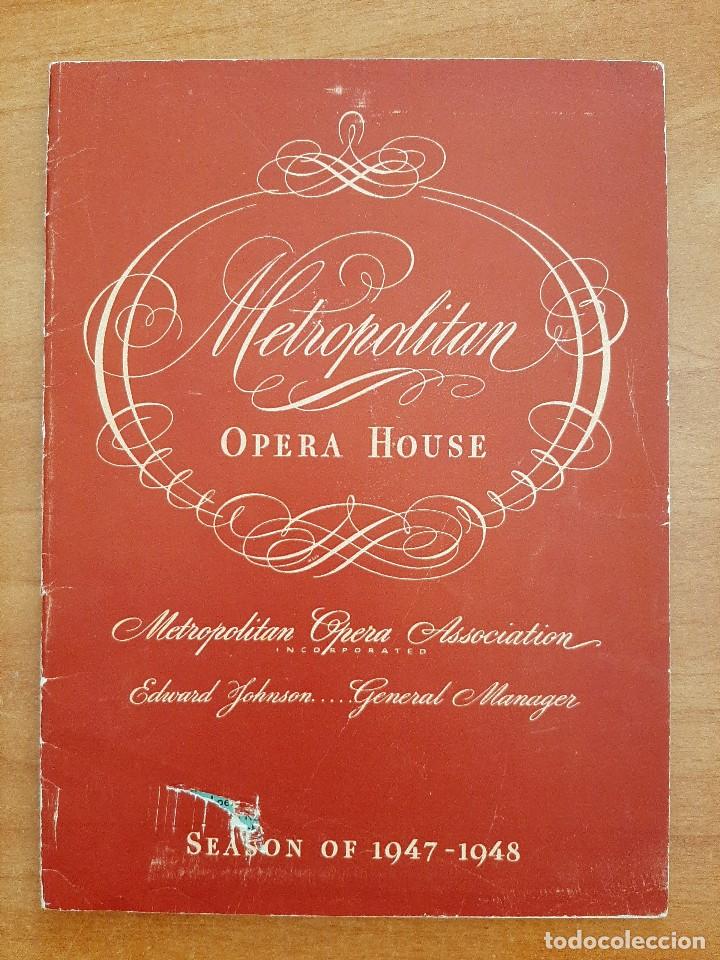 Metropolitan
OPERA HOUSE
Metropolitan Opera Association
INCORPORATED
Edward Johnson.....General Manager
SEASON OF 1947-1948
todocoleccion